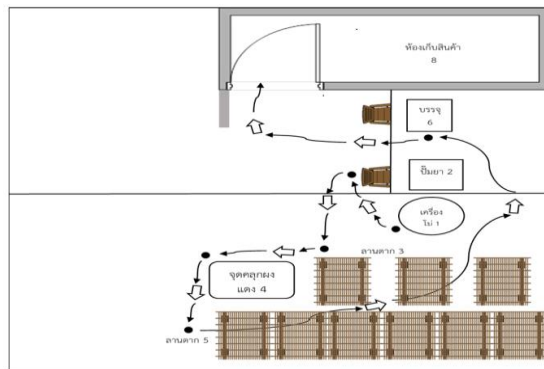 ห้องเก็บสินค้า
8
บรรจุ
6
ปั๊มยา 2
เครื่อง
โม่ 1
ลานตาก 3
จุดคลุกผง
แดง 4
ลานตาก 5